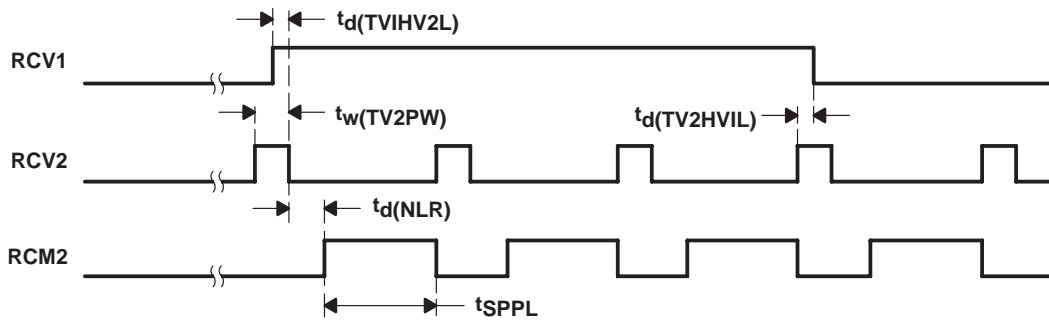 td(TVIHV2L)
RCV1
tw(TV2PW)
td(TV2HVIL)
RCV2
td(NLR)
RCM2
tSPPL